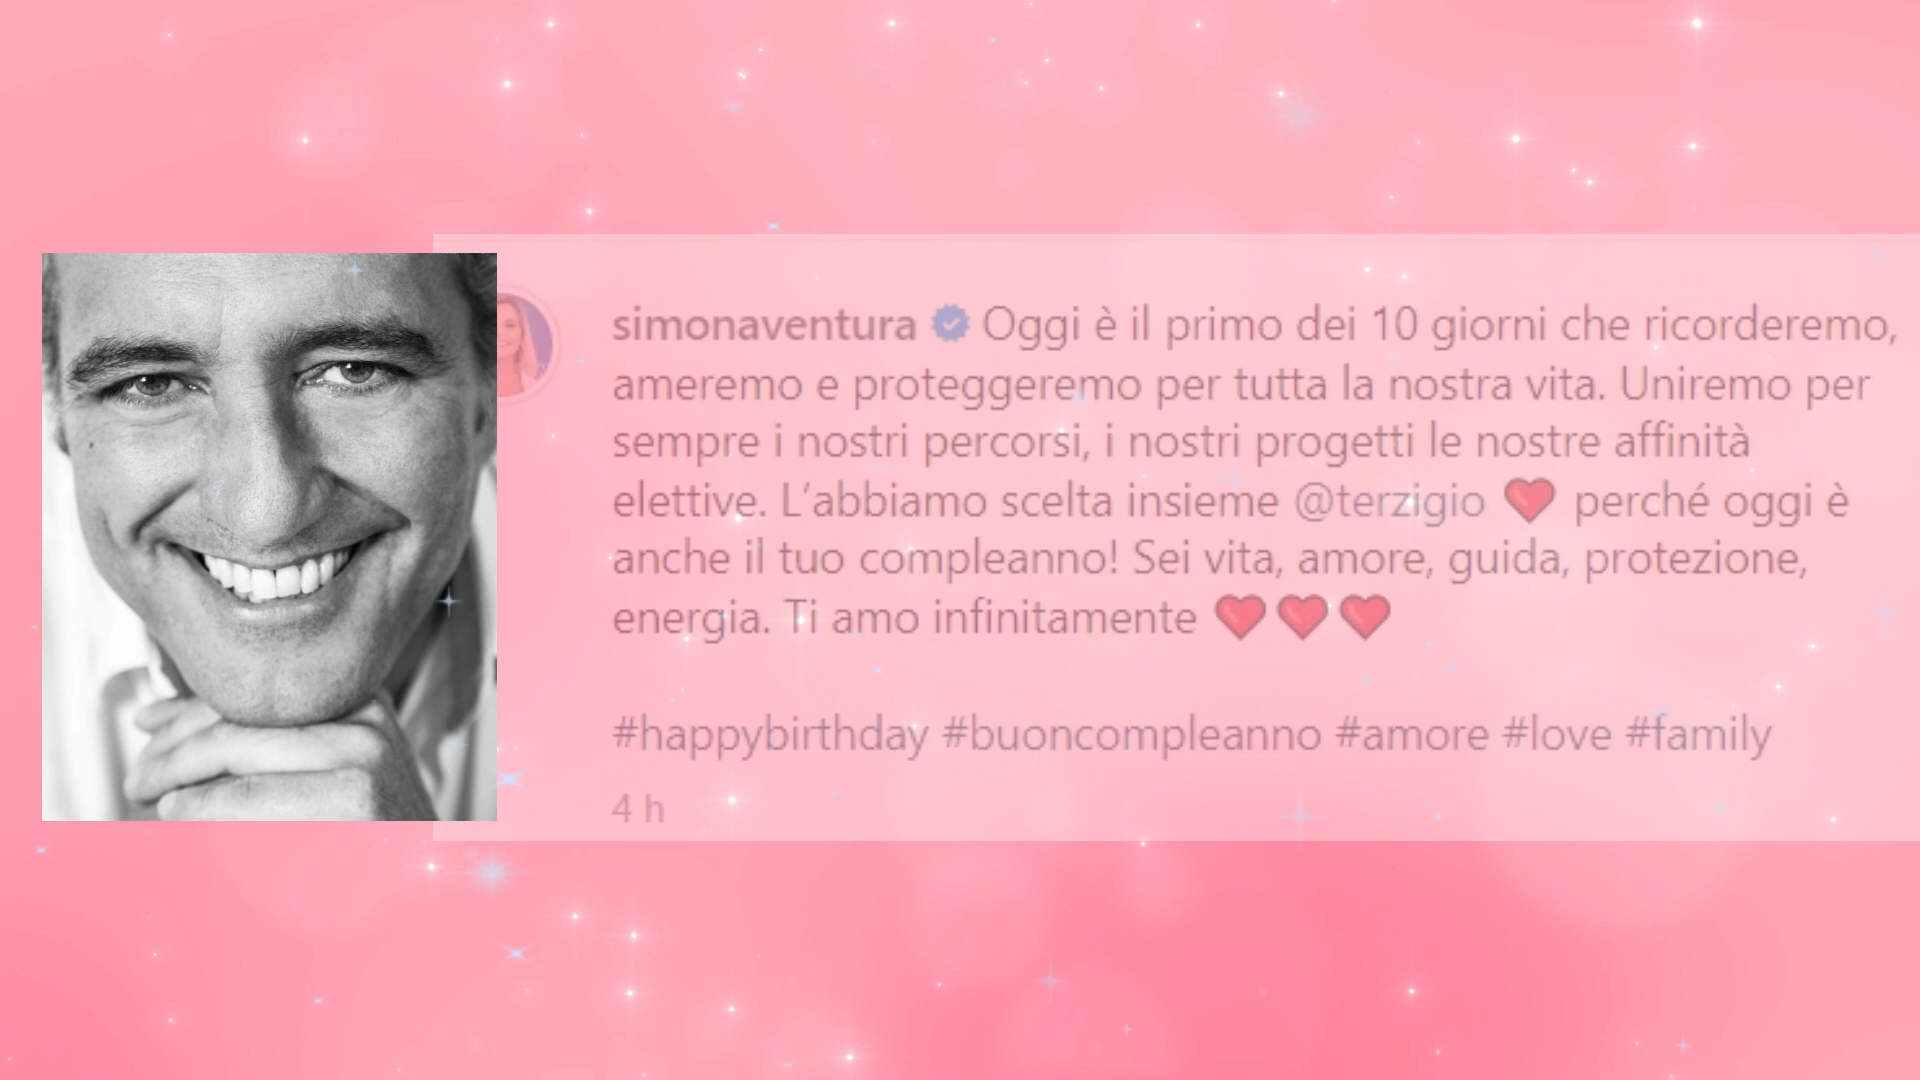 simonaventura Oggi è il primo dei 10 giorni che ricorderemo,
ameremo e proteggeremo per tutta la nostra vita. Uniremo per
sempre i nostri percorsi, i nostri progetti le nostre affinità
elettive. L’abbiamo scelta insieme @terzigio ❤️ perché oggi è
anche il tuo compleanno! Sei vita, amore, guida, protezione,
energia. Ti amo infinitamente ❤️❤️❤️
#happybirthday #buoncompleanno #amore #love #family
4 h